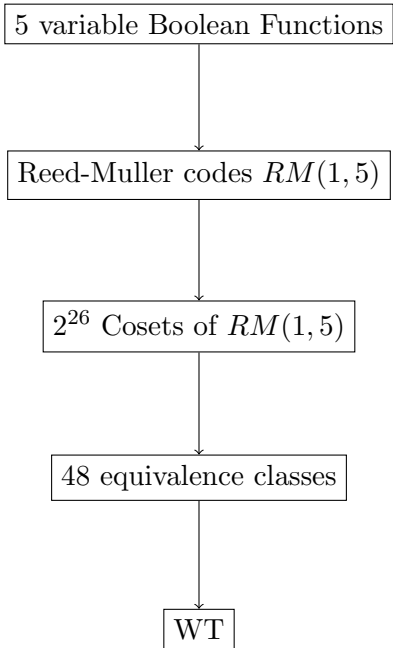 5 variable Boolean Functions
Reed-Muller codes RM(1, 5)
2^26 Cosets of RM(1, 5)
48 equivalence classes
WT